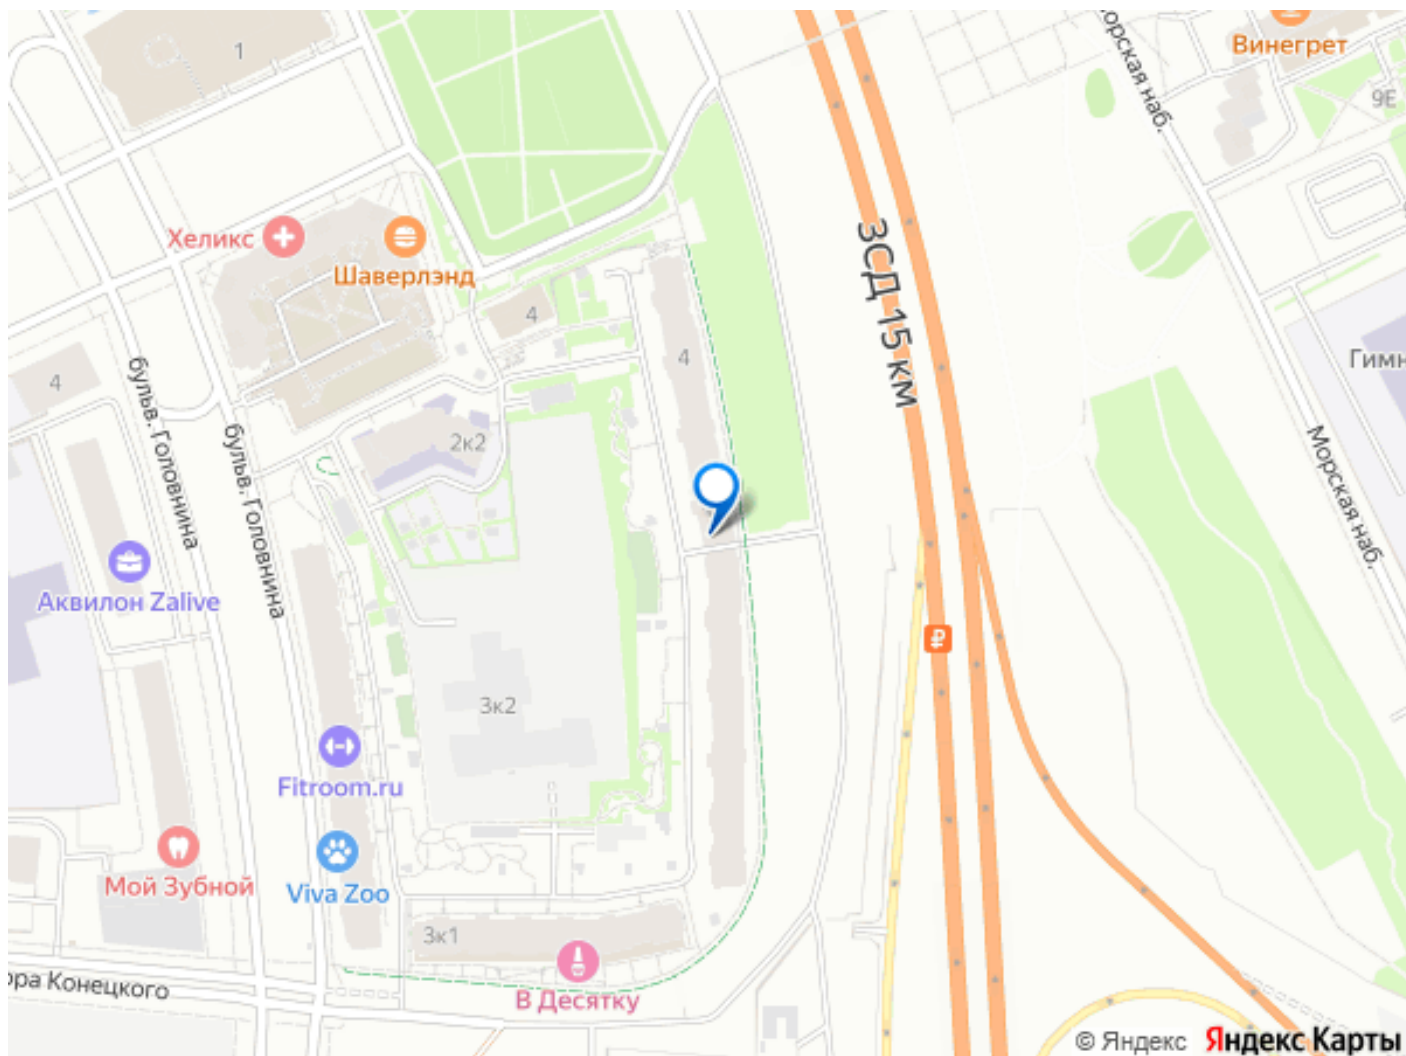 1
Морская наб.
Винегрет
9Е
Хеликс
Шаверлэнд
ЗСД 15 км
4
4
4
Гимн
бульв. Головнина
бульв. Головнина
2к2
Морская наб.
Аквилон Zalive
3к2
Fitroom.ru
Мой Зубной
Viva Zoo
3к1
ора Конецкого
В Десятку
© Яндекс Яндекс Карты